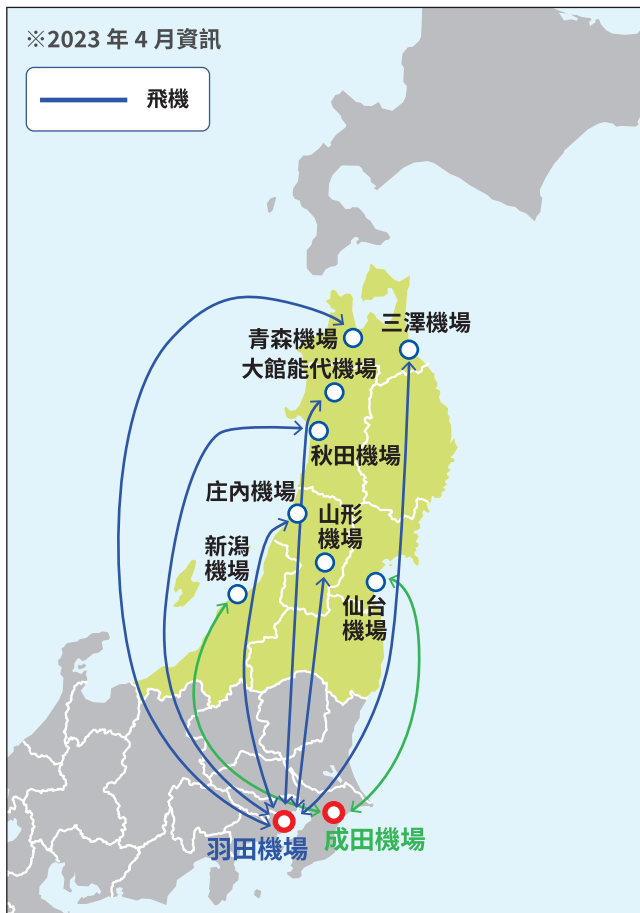 ※2023 年 4 月資訊
飛機
三澤機場
青森機場
大館能代機場
秋田機場
庄內機場
山形
機場
新潟
機場
仙台
機場
羽田機場
成田機場